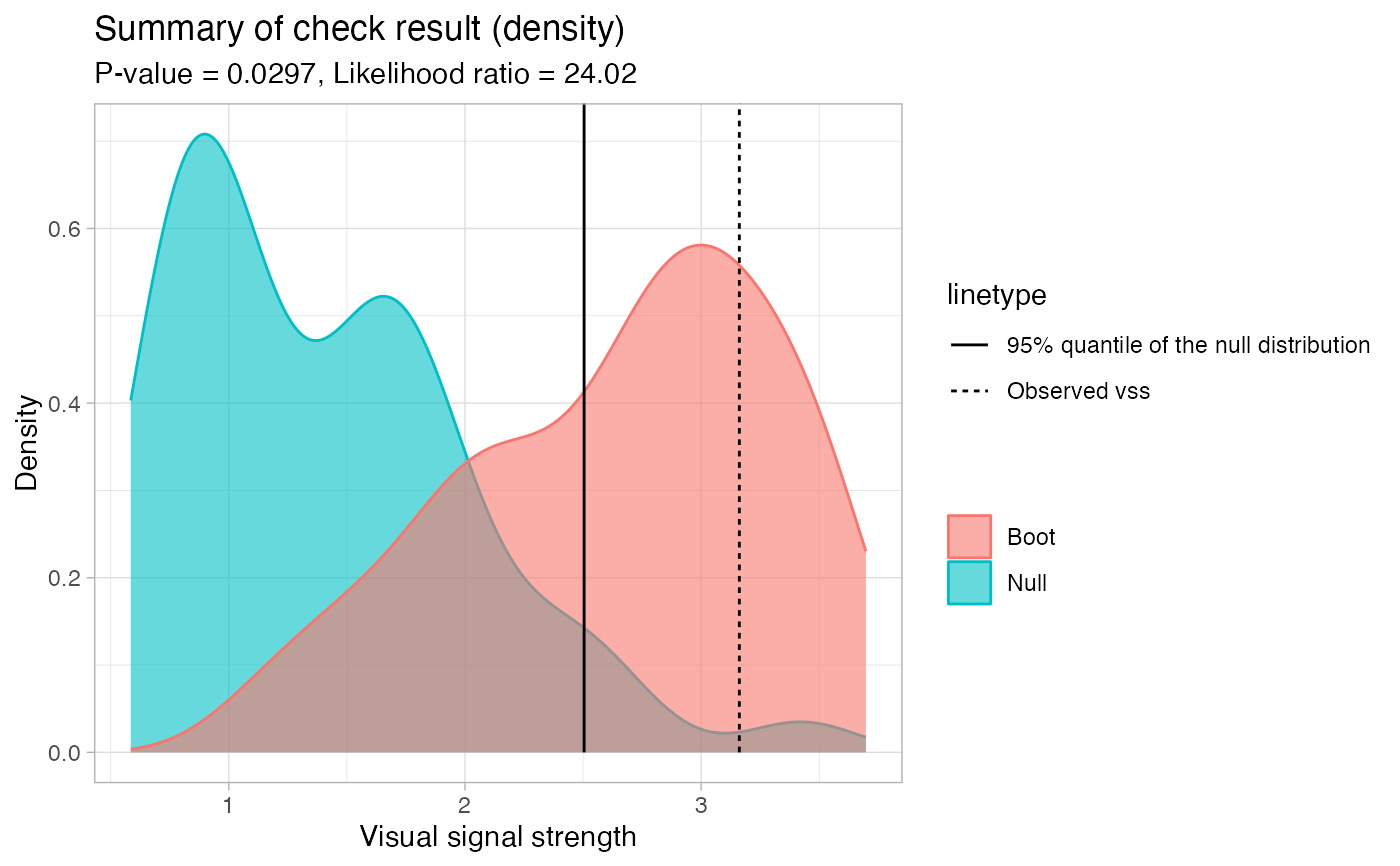 Summary of check result (density)
P-value = 0.0297, Likelihood ratio = 24.02
Density
0.6
0.4
0.2
0.0
1
2
3
Visual signal strength
linetype
95% quantile of the null distribution
Observed vss
Boot
Null